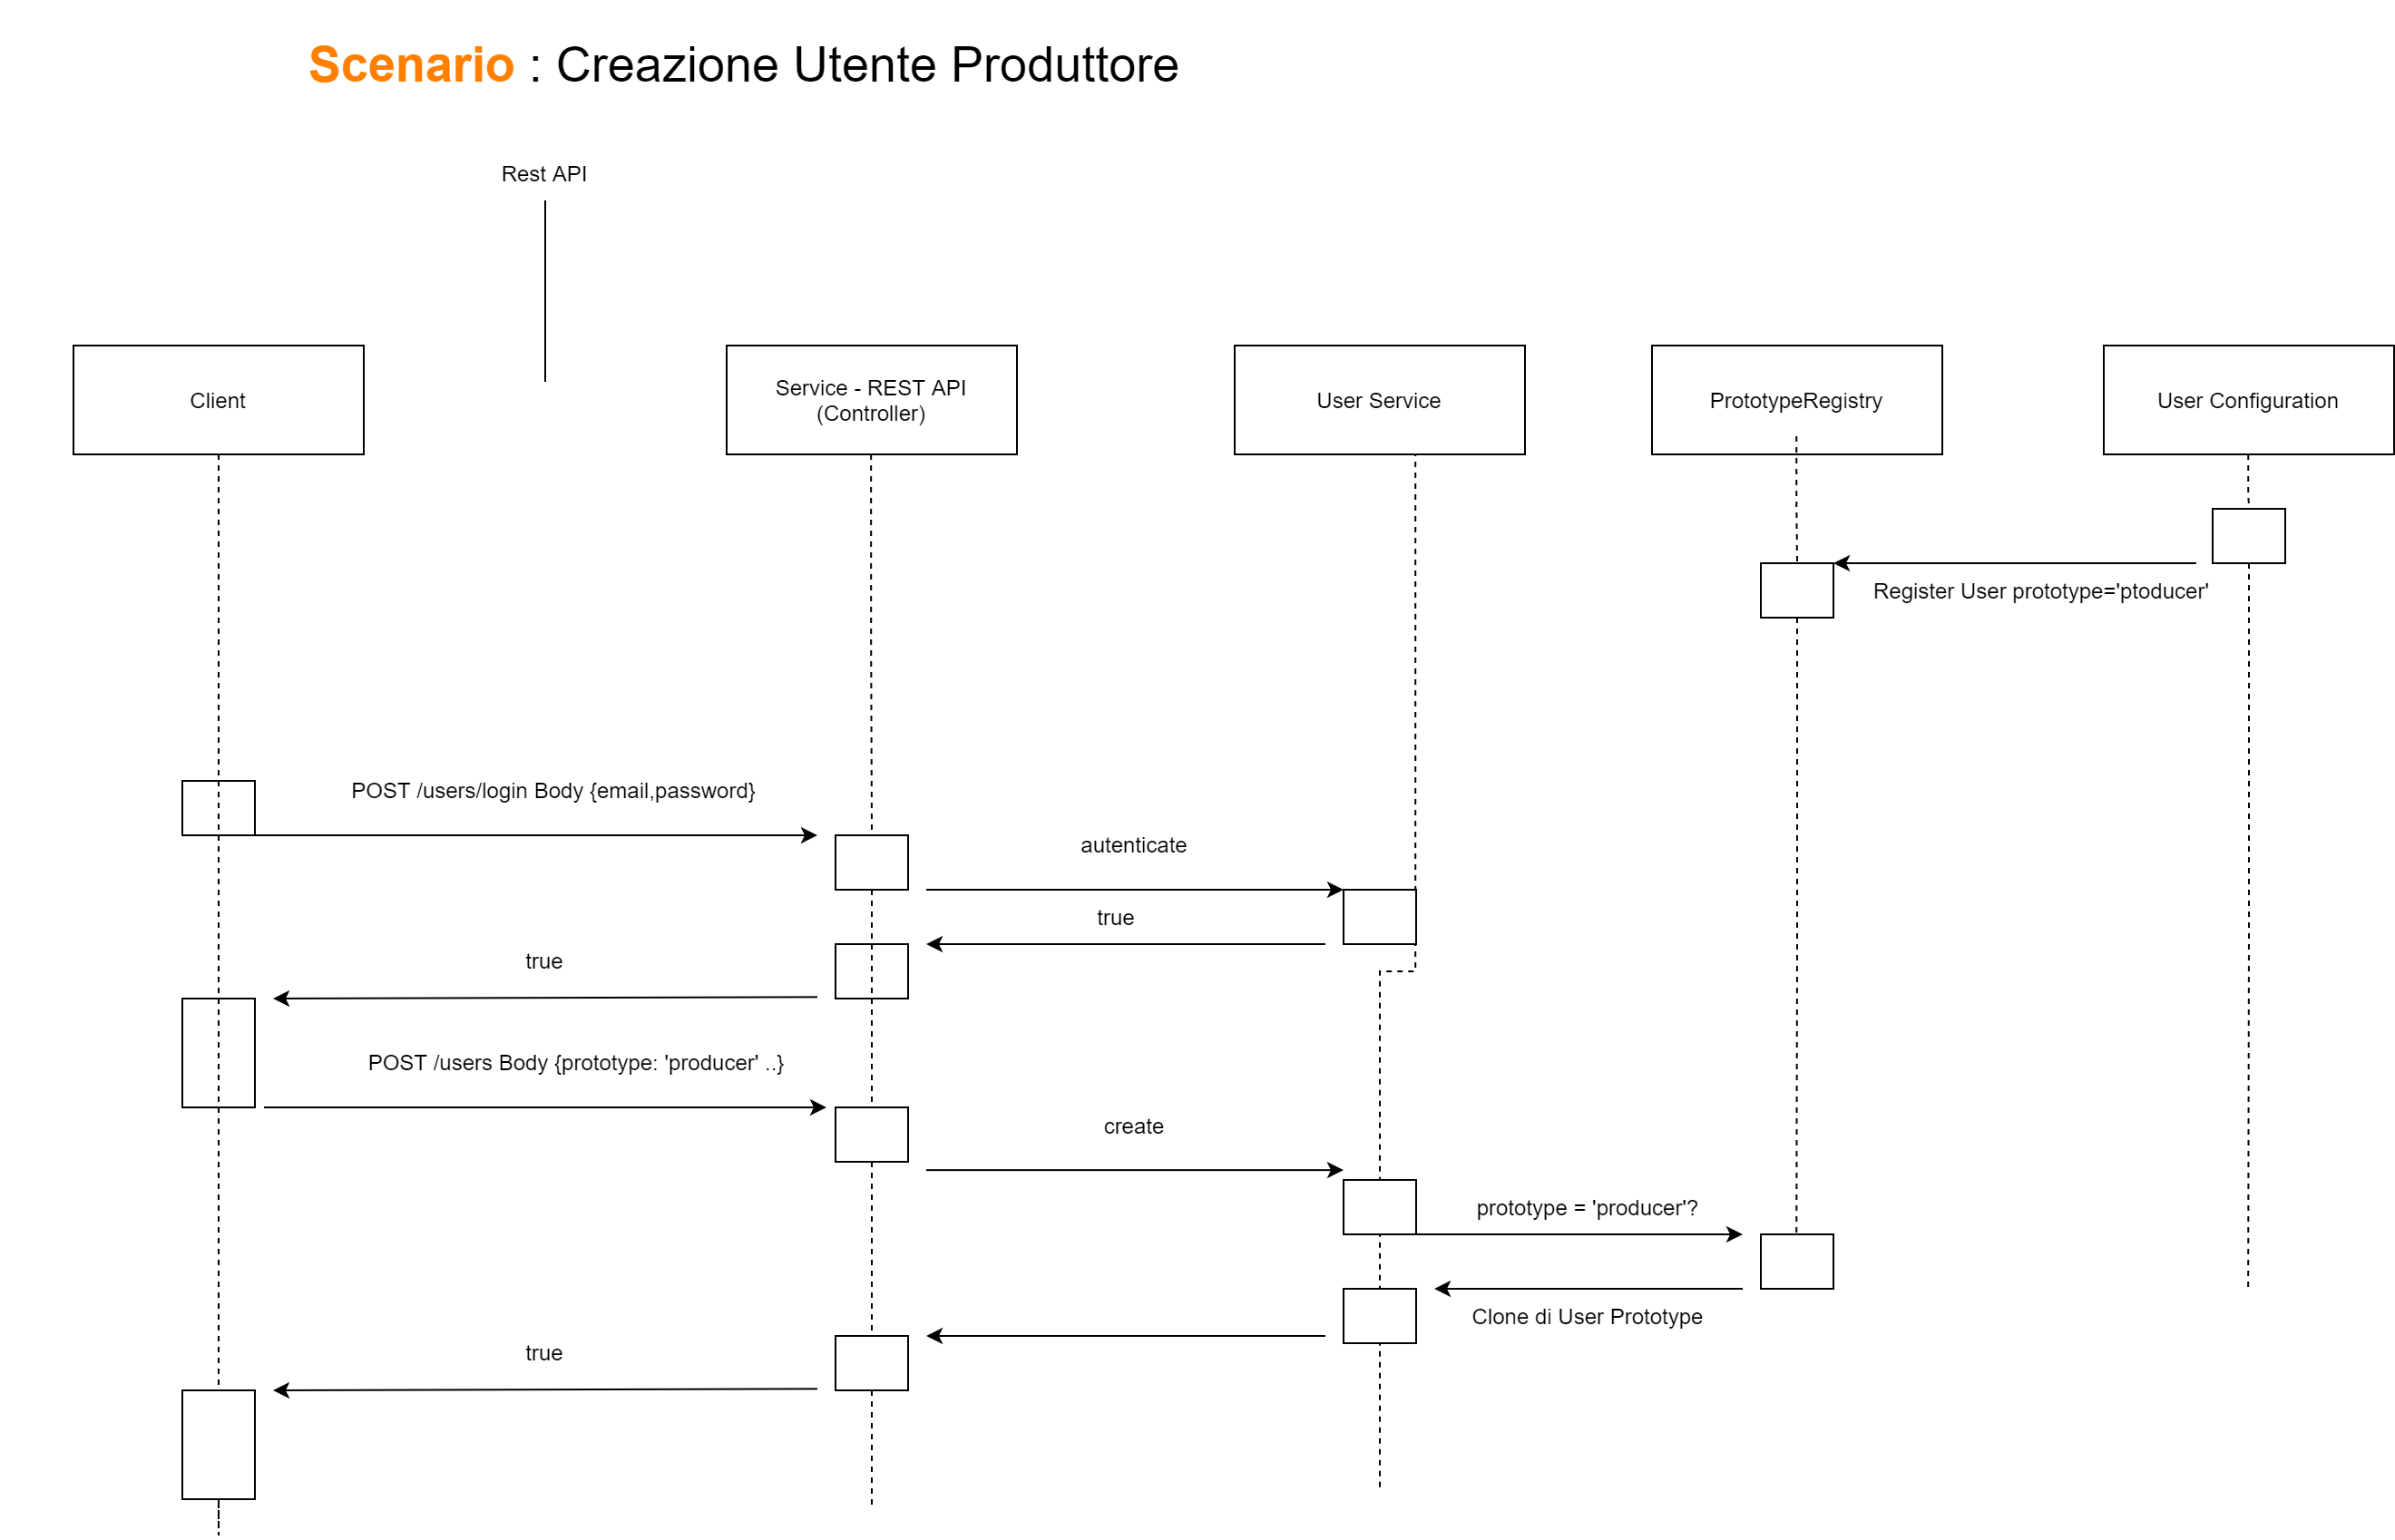 Scenario : Creazione Utente Produttore
Rest API
Client
Service - REST API
(Controller)
User Service
PrototypeRegistry
User Configuration
Register User prototype='ptoducer'
POST /users/login Body {email,password}
autenticate
true
true
POST /users Body {prototype: 'producer' ..}
create
prototype = 'producer'?
Clone di User Prototype
true